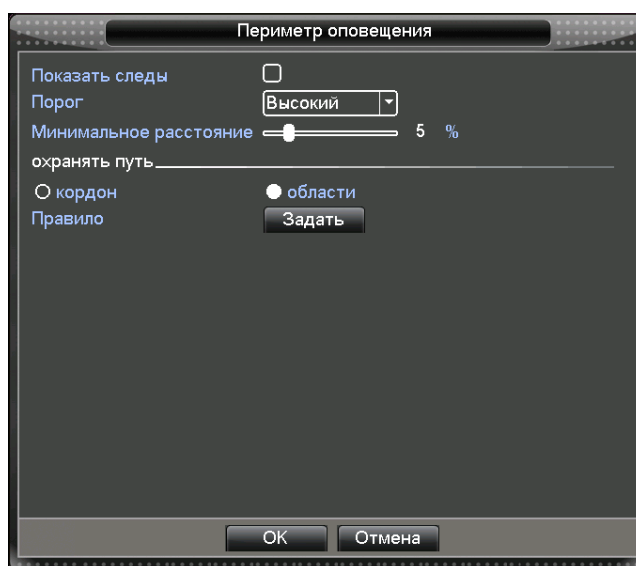 Периметр оповещения
Показать следы
Порог Высокий
Минимальное расстояние 5 %
охранять путь
кордон области
Правило Задать
OK Отмена